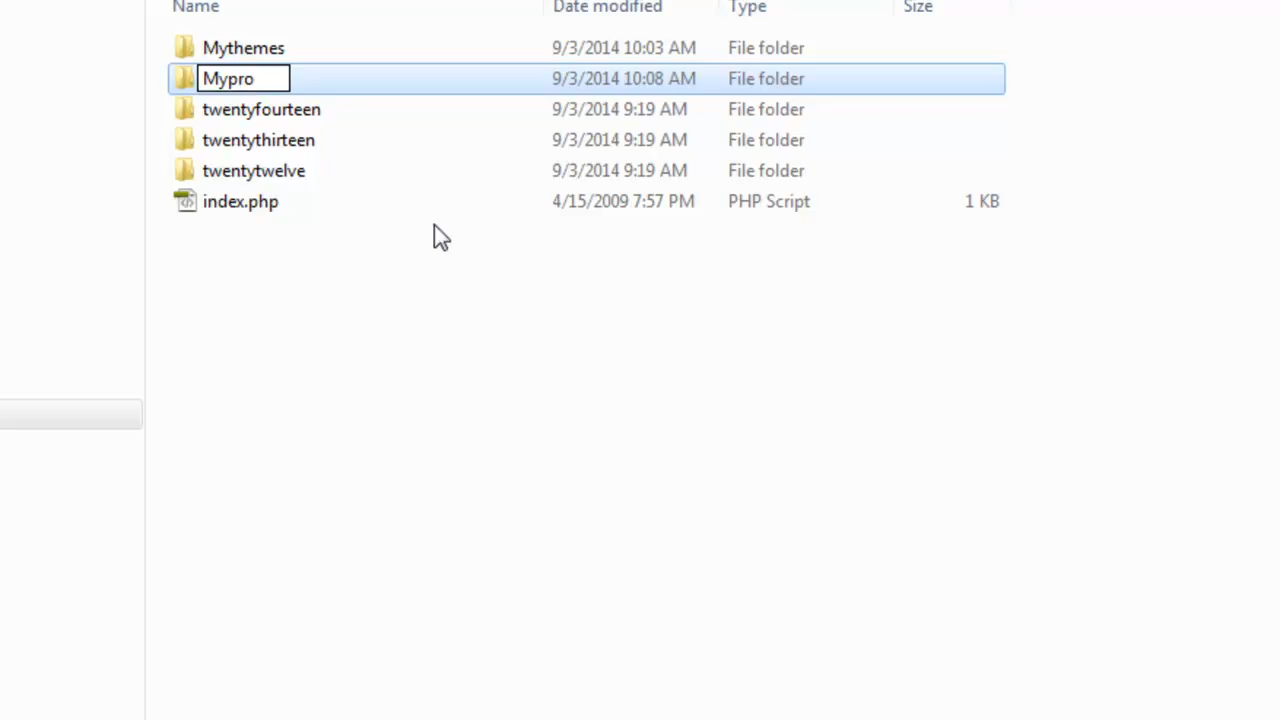 Name Date modified Type Size
Mythemes 9/3/2014 10:03 AM File folder
Mypro 9/3/2014 10:08 AM File folder
twentyfourteen 9/3/2014 9:19 AM File folder
twentythirteen 9/3/2014 9:19 AM File folder
twentytwelve 9/3/2014 9:19 AM File folder
index.php 4/15/2009 7:57 PM PHP Script 1 KB